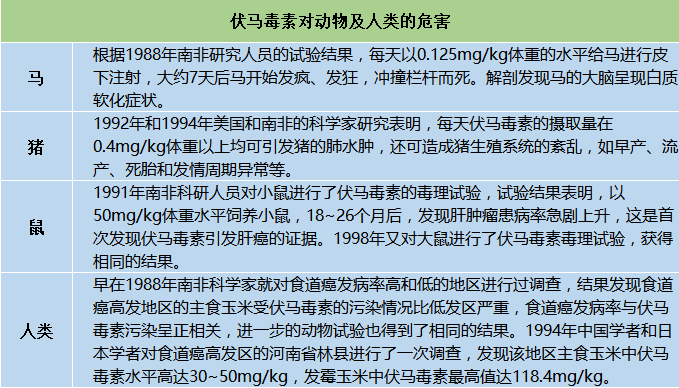 伏马毒素对动物及人类的危害
马
根据1988年南非研究人员的试验结果，每天以0.125mg/kg体重的水平给马进行皮
下注射，大约7天后马开始发疯、发狂，冲撞栏杆而死。解剖发现马的大脑呈现白质
软化症状。
猪
1992年和1994年美国和南非的科学家研究表明，每天伏马毒素的摄取量在
0.4mg/kg体重以上均可引发猪的肺水肿，还可造成猪生殖系统的紊乱，如早产、流
产、死胎和发情周期异常等。
鼠
1991年南非科研人员对小鼠进行了伏马毒素的毒理试验，试验结果表明，以
50mg/kg体重水平饲养小鼠，18~26个月后，发现肝肿瘤患病率急剧上升，这是首
次发现伏马毒素引发肝癌的证据。1998年又对大鼠进行了伏马毒素毒理试验，获得
相同的结果。
人类
早在1988年南非科学家就对食道癌发病率高和低的地区进行过调查，结果发现食道
癌高发地区的主食玉米受伏马毒素的污染情况比低发区严重，食道癌发病率与伏马
毒素污染呈正相关，进一步的动物试验也得到了相同的结果。1994年中国学者和日
本学者对食道癌高发区的河南省林县进行了一次调查，发现该地区主食玉米中伏马
毒素水平高达30~50mg/kg，发霉玉米中伏马毒素最高值达118.4mg/kg。